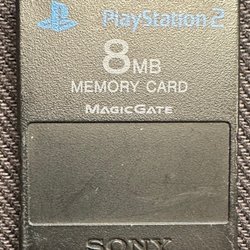 PlayStation 2
8MB
MEMORY CARD
MAGICGATE
SONY